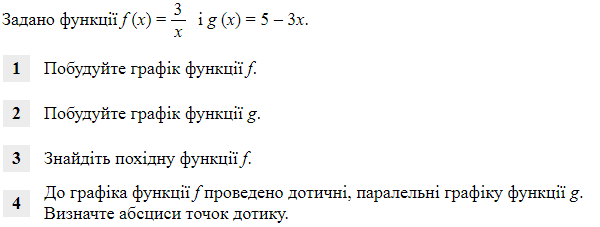 Задано функції f (x) = 3/x і g (x) = 5 – 3x.
1 Побудуйте графік функції f.
2 Побудуйте графік функції g.
3 Знайдіть похідну функції f.
4 До графіка функції f проведено дотичні, паралельні графіку функції g.
Визначте абсциси точок дотику.